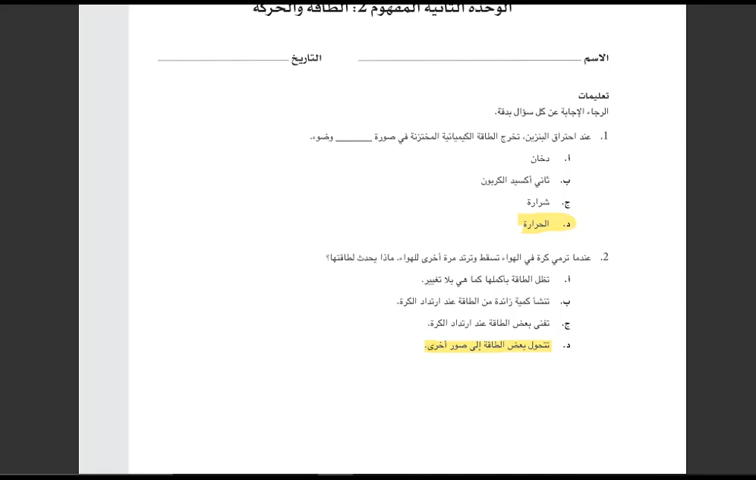 الوحدة الثانية المفهوم 2: الطاقة والحركة
الاسم ________ التاريخ ________
تعليمات
الرجاء الإجابة عن كل سؤال بدقة.
1. عند احتراق البنزين، تخرج الطاقة الكيميائية المختزنة في صورة ________ وضوء.
أ. دخان
ب. ثاني أكسيد الكربون
ج. شرارة
د. الحرارة
2. عندما ترمي كرة في الهواء تسقط وترتد مرة أخرى للهواء. ماذا يحدث لطاقتها؟
أ. تظل الطاقة بأكملها كما هي بلا تغيير.
ب. تنشأ كمية زائدة من الطاقة عند ارتداد الكرة.
ج. تفنى بعض الطاقة عند ارتداد الكرة.
د. تتحول بعض الطاقة إلى صور أخرى.